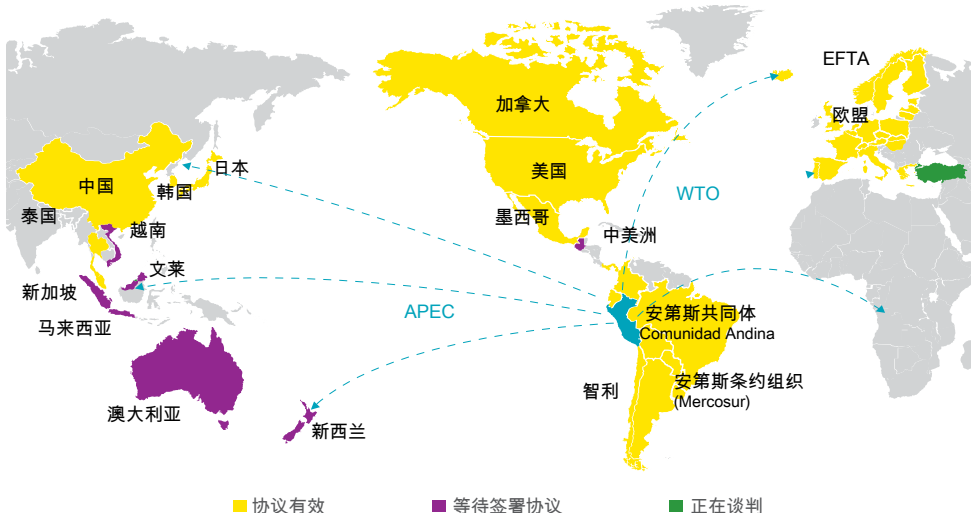 EFTA
加拿大
欧盟
日本
美国
中国
韩国
WTO
泰国
墨西哥
越南
中美洲
文莱
新加坡
APEC
安第斯共同体
Comunidad Andina
马来西亚
智利
安第斯条约组织
(Mercosur)
澳大利亚
新西兰
协议有效
等待签署协议
正在谈判